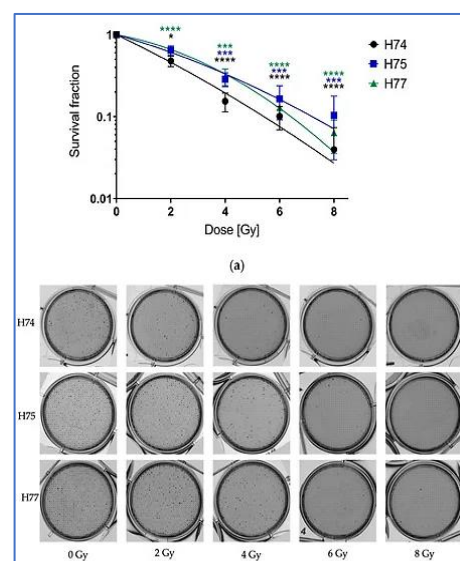 1
****
*
***
***
****
****
***
****
****
***
****
H74
H75
H77
Survival fraction
0.1
0.01
0 2 4 6 8
Dose [Gy]
(a)
H74
H75
H77
4
0 Gy 2 Gy 4 Gy 6 Gy 8 Gy